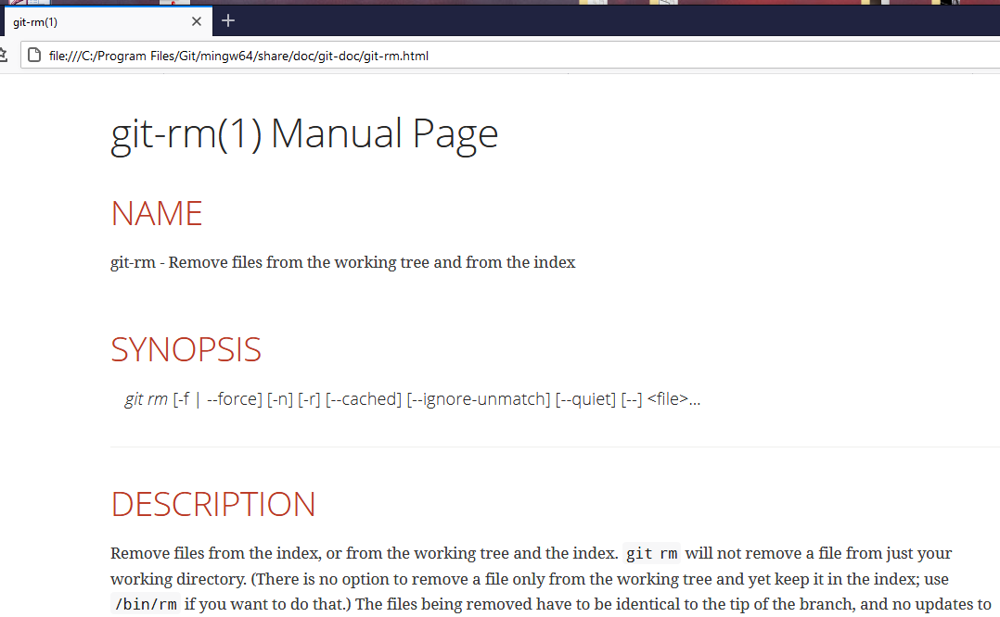 git-rm(1)
file:///C:/Program Files/Git/mingw64/share/doc/git-doc/git-rm.html
git-rm(1) Manual Page
NAME
git-rm - Remove files from the working tree and from the index
SYNOPSIS
git rm [-f | --force] [-n] [-r] [--cached] [--ignore-unmatch] [--quiet] [--] <file>…
DESCRIPTION
Remove files from the index, or from the working tree and the index. git rm will not remove a file from just your
working directory. (There is no option to remove a file only from the working tree and yet keep it in the index; use
/bin/rm if you want to do that.) The files being removed have to be identical to the tip of the branch, and no updates to